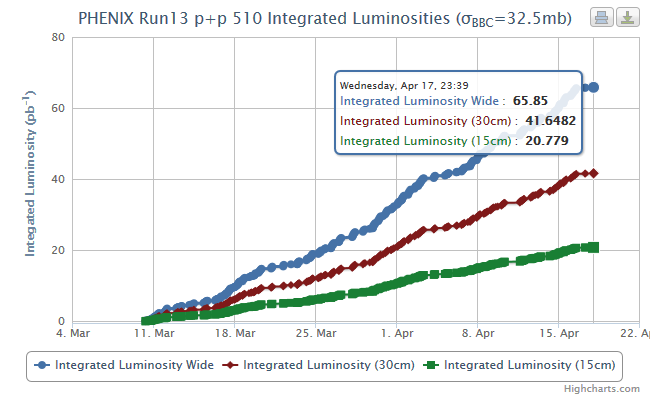 PHENIX Run13 p+p 510 Integrated Luminosities (σBBC=32.5mb)
80
60
40
20
0
Integated Luminosity (pb⁻¹)
Wednesday, Apr 17, 23:39
Integrated Luminosity Wide : 65.85
Integrated Luminosity (30cm) : 41.6482
Integrated Luminosity (15cm) : 20.779
4. Mar 11. Mar 18. Mar 25. Mar 1. Apr 8. Apr 15. Apr 22. A
Integrated Luminosity Wide Integrated Luminosity (30cm) Integrated Luminosity (15cm)
Highcharts.com